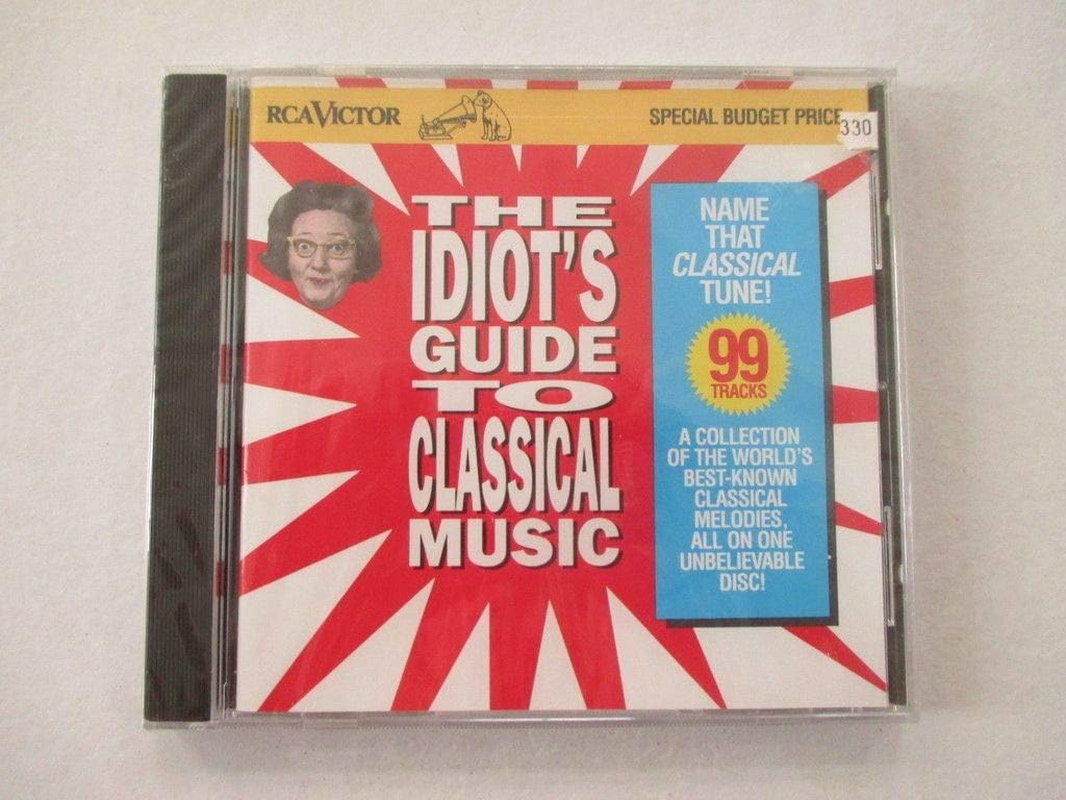 RCA VICTOR
SPECIAL BUDGET PRICE
330
THE
IDIOT'S
GUIDE
TO
CLASSICAL
MUSIC
NAME
THAT
CLASSICAL
TUNE!
99
TRACKS
A COLLECTION
OF THE WORLD'S
BEST-KNOWN
CLASSICAL
MELODIES,
ALL ON ONE
UNBELIEVABLE
DISC!